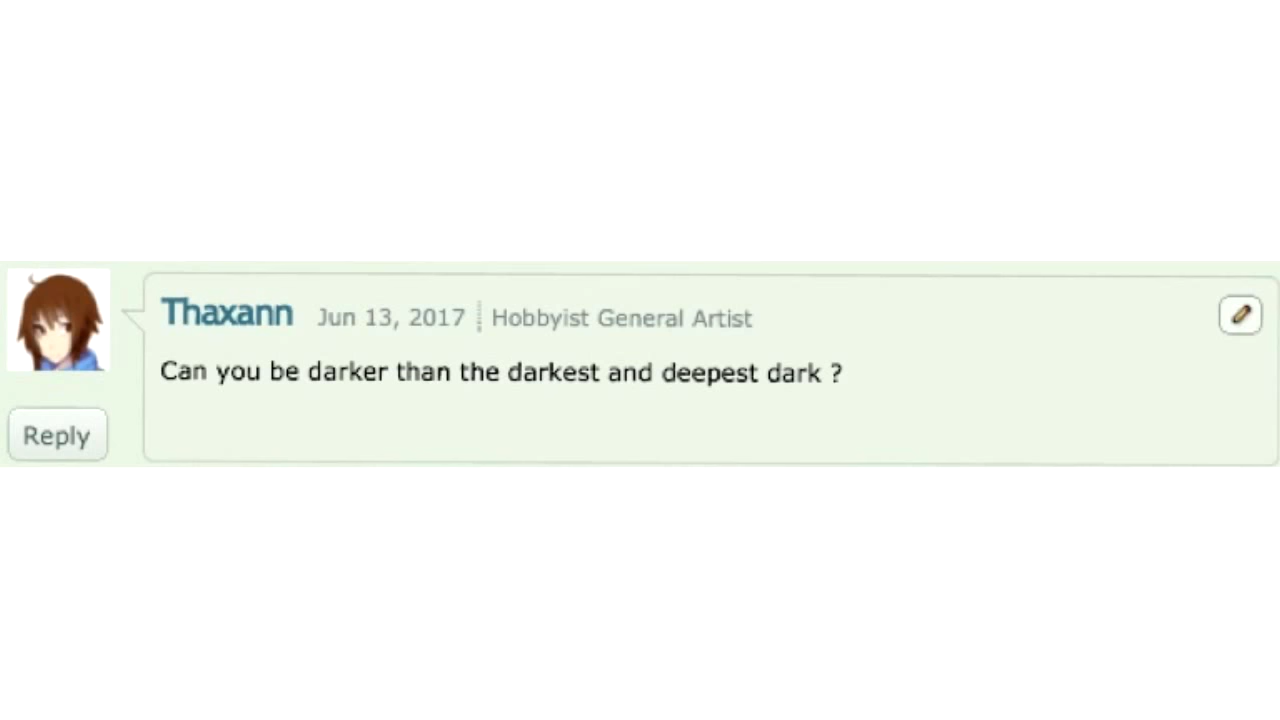 Thaxann Jun 13, 2017 Hobbyist General Artist
Can you be darker than the darkest and deepest dark ?
Reply